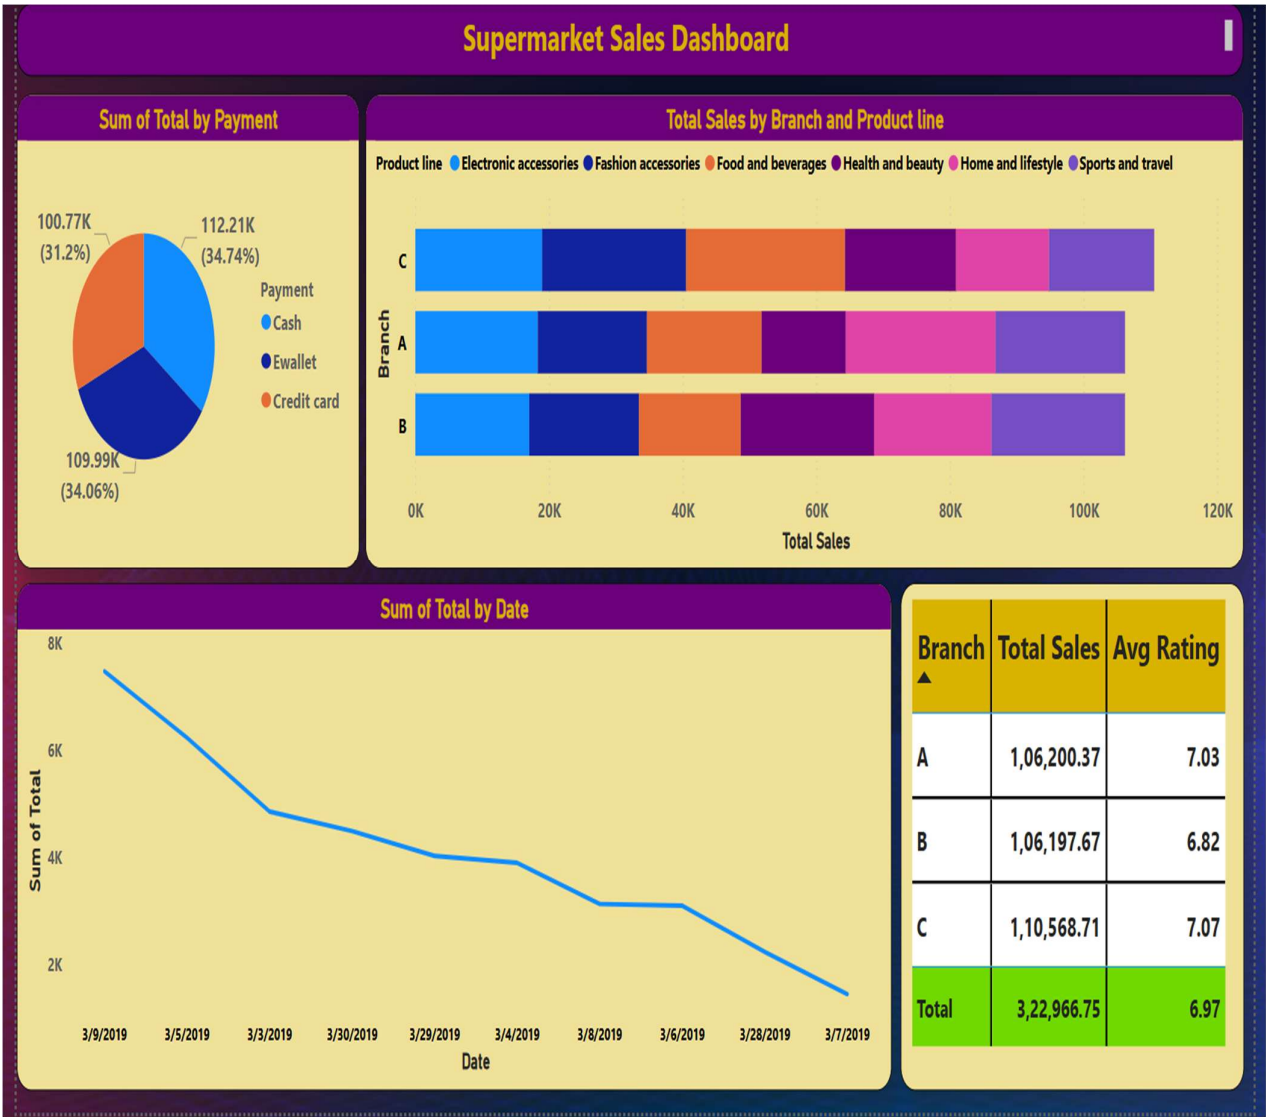 Supermarket Sales Dashboard
Sum of Total by Payment
100.77K
(31.2%)
112.21K
(34.74%)
Payment
Cash
Ewallet
Credit card
109.99K
(34.06%)
Total Sales by Branch and Product line
Product line Electronic accessories Fashion accessories Food and beverages Health and beauty Home and lifestyle Sports and travel
Branch
C
A
B
0K 20K 40K 60K 80K 100K 120K
Total Sales
Sum of Total by Date
Sum of Total
8K
6K
4K
2K
3/9/2019 3/5/2019 3/3/2019 3/30/2019 3/29/2019 3/4/2019 3/8/2019 3/6/2019 3/28/2019 3/7/2019
Date
Branch Total Sales Avg Rating
A 1,06,200.37 7.03
B 1,06,197.67 6.82
C 1,10,568.71 7.07
Total 3,22,966.75 6.97